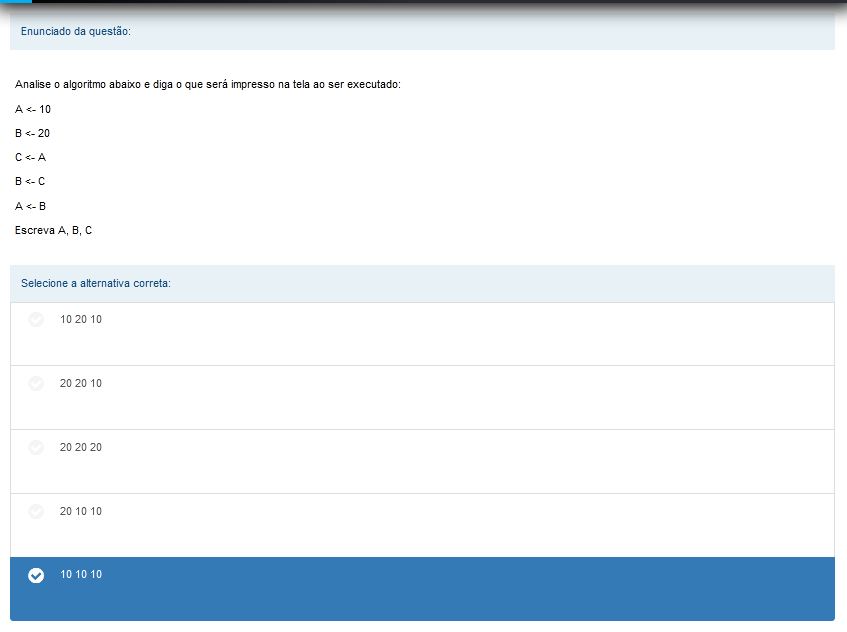 Enunciado da questão:
Analise o algoritmo abaixo e diga o que será impresso na tela ao ser executado:
A <- 10
B <- 20
C <- A
B <- C
A <- B
Escreva A, B, C
Selecione a alternativa correta:
10 20 10
20 20 10
20 20 20
20 10 10
10 10 10